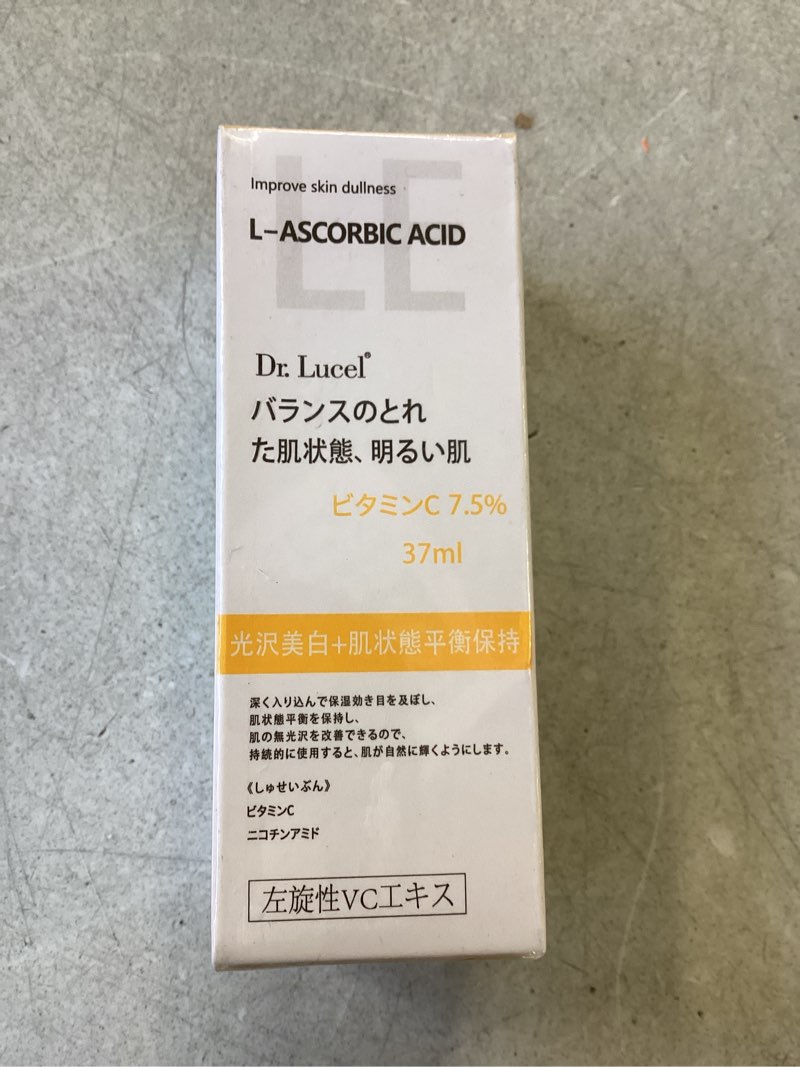 LE
Improve skin dullness
L-ASCORBIC ACID
Dr. Lucel®
バランスのとれ
た肌状態、明るい肌
ビタミンC 7.5%
37ml
光沢美白+肌状態平衡保持
深く入り込んで保湿効き目を及ぼし、
肌状態平衡を保持し、
肌の無光沢を改善できるので、
持続的に使用すると、肌が自然に輝くようにします。
《しゅせいぶん》
ビタミンC
ニコチンアミド
左旋性VCエキス